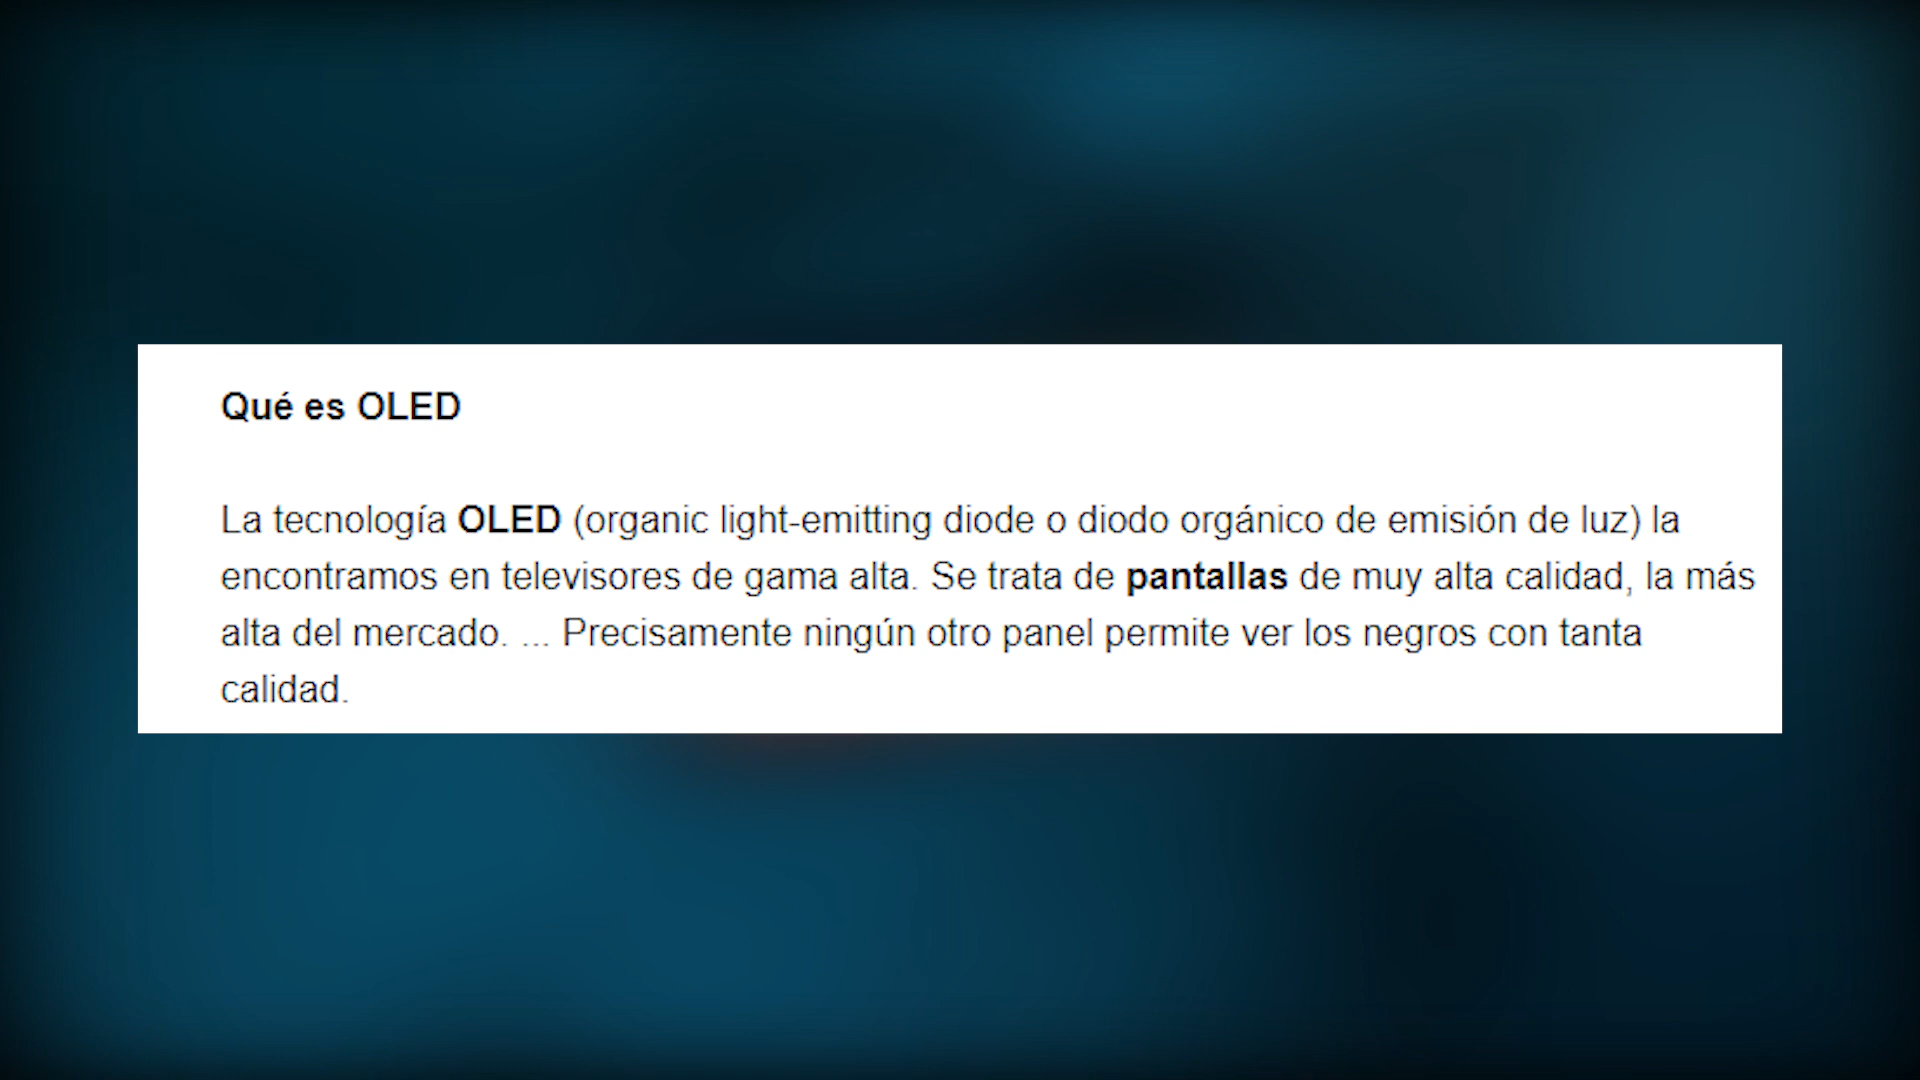 Qué es OLED
La tecnología OLED (organic light-emitting diode o diodo orgánico de emisión de luz) la
encontramos en televisores de gama alta. Se trata de pantallas de muy alta calidad, la más
alta del mercado. ... Precisamente ningún otro panel permite ver los negros con tanta
calidad.